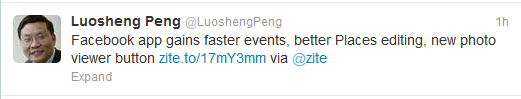 Luosheng Peng @LuoshengPeng 1h
Facebook app gains faster events, better Places editing, new photo
viewer button zite.to/17mY3mm via @zite
Expand